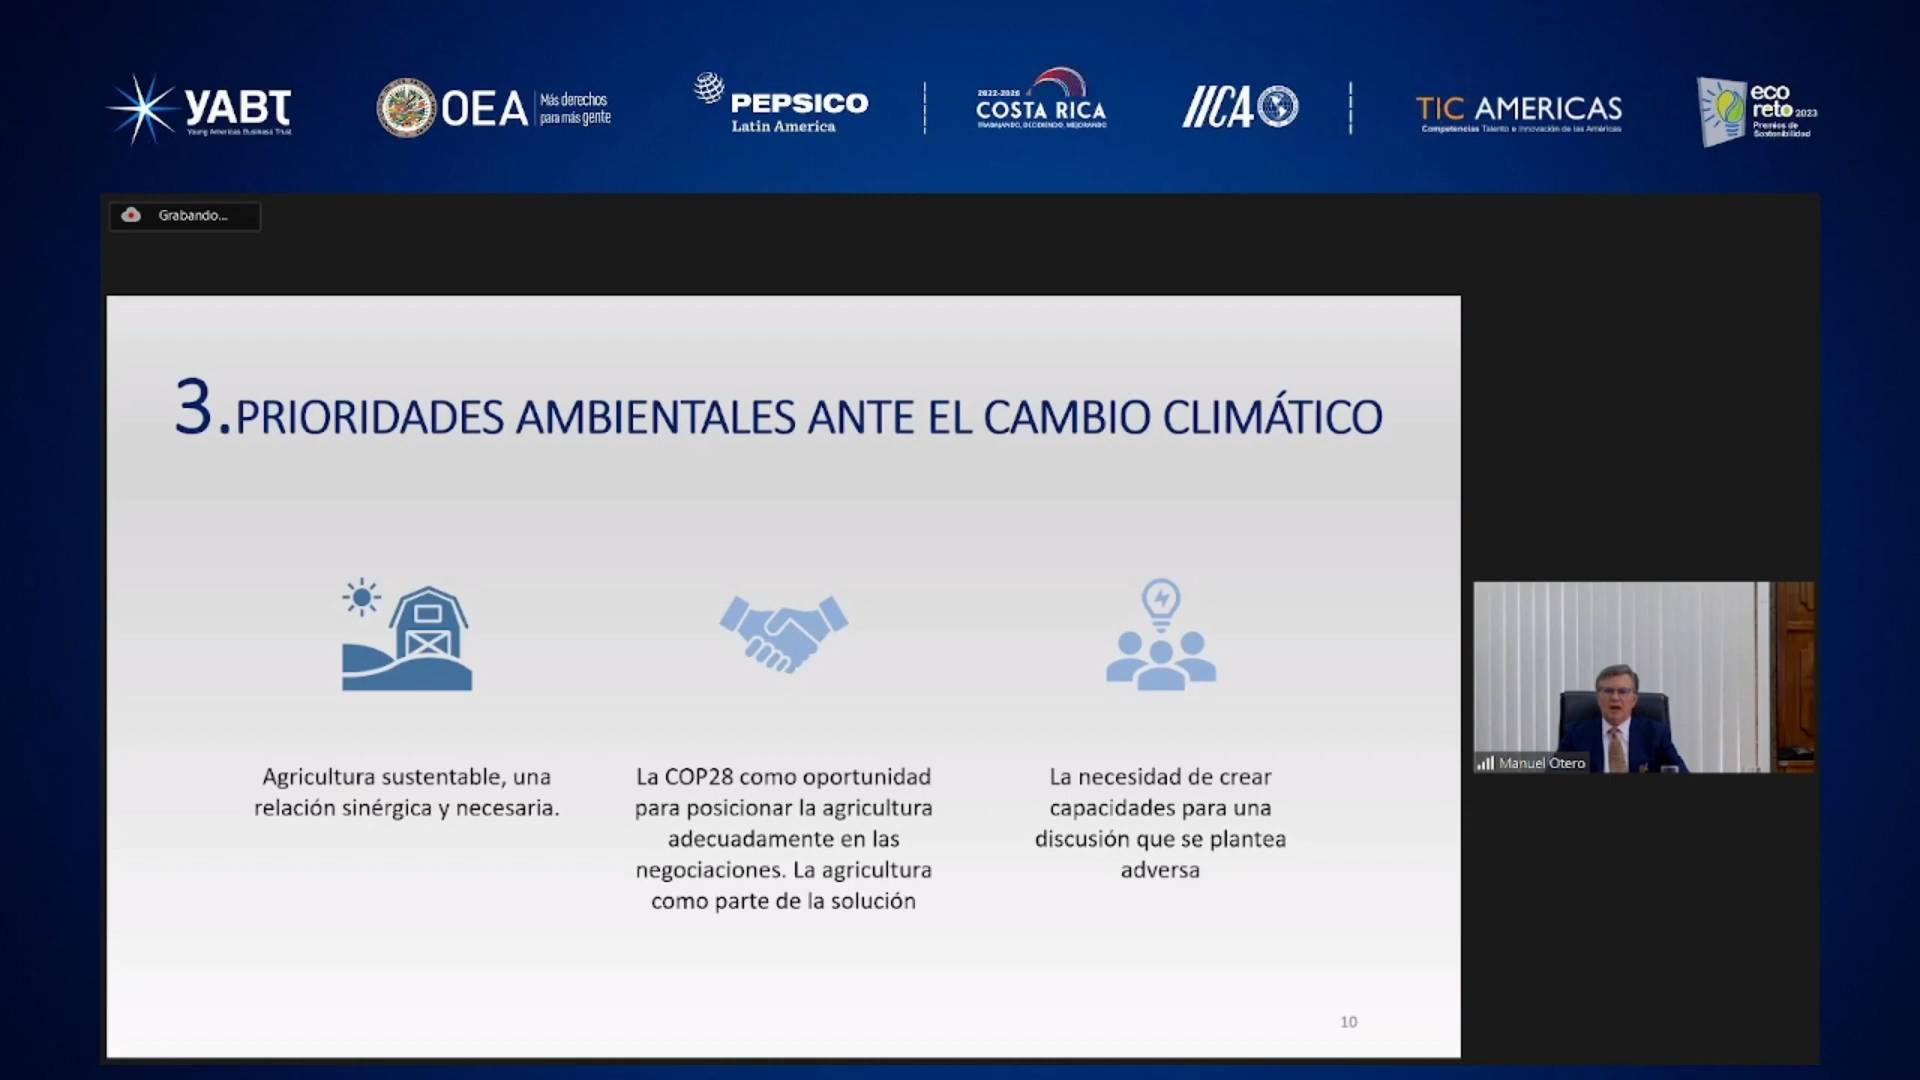 YABT
Young Americas Business Trust
OEA
Más derechos
para más gente
PEPSICO
Latin America
2022-2026
COSTA RICA
TRABAJANDO, DECIDIENDO, MEJORANDO
IICA
TIC AMERICAS
Competencias Talento e Innovación de las Américas
eco
reto 2023
Premios de
Sostenibilidad
Grabando...
3.PRIORIDADES AMBIENTALES ANTE EL CAMBIO CLIMÁTICO
Agricultura sustentable, una
relación sinérgica y necesaria.
La COP28 como oportunidad
para posicionar la agricultura
adecuadamente en las
negociaciones. La agricultura
como parte de la solución
La necesidad de crear
capacidades para una
discusión que se plantea
adversa
Manuel Otero
10